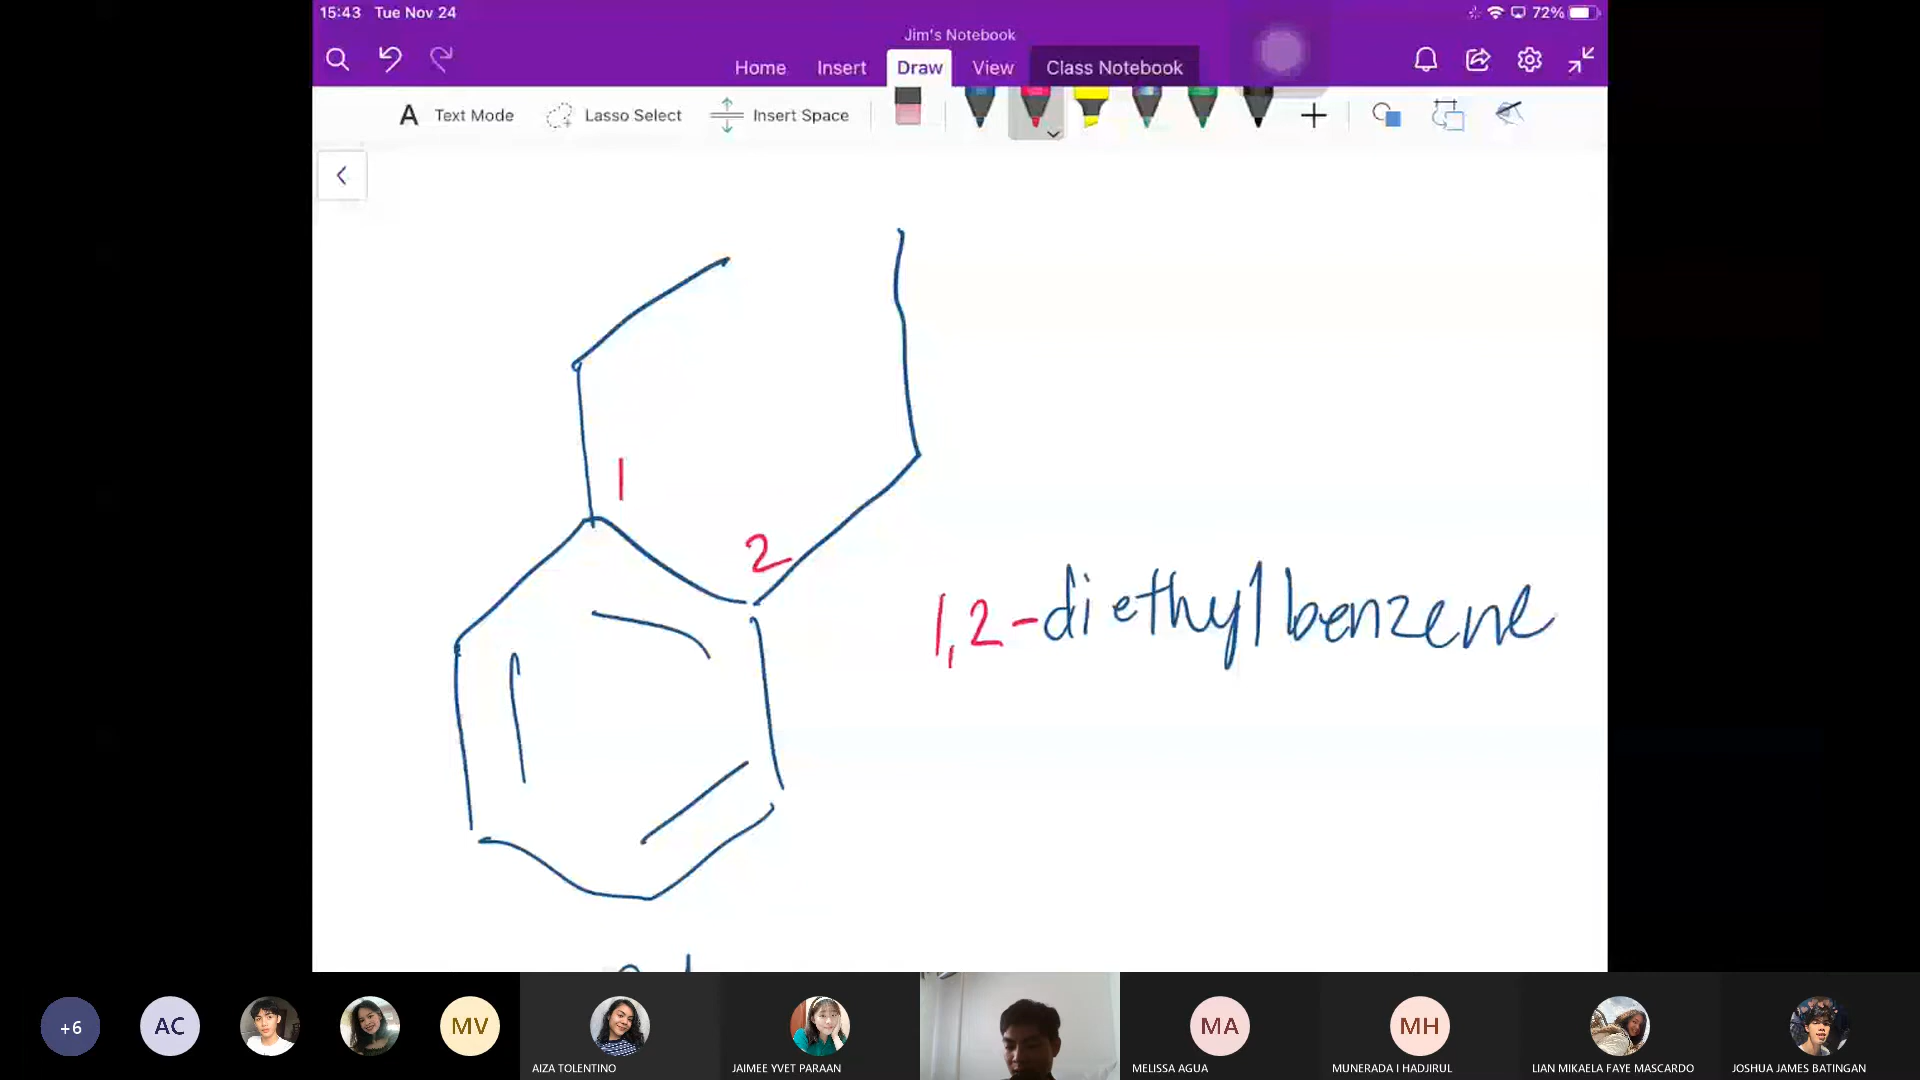 15:43 Tue Nov 24 72%
Jim's Notebook
Home Insert Draw View Class Notebook
A Text Mode Lasso Select Insert Space
1
2
1,2-diethylbenzene
+6 AC MV MA MH
AIZA TOLENTINO JAIMEE YVET PARAAN MELISSA AGUA MUNERADA I HADJIRUL LIAN MIKAELA FAYE MASCARDO JOSHUA JAMES BATINGAN